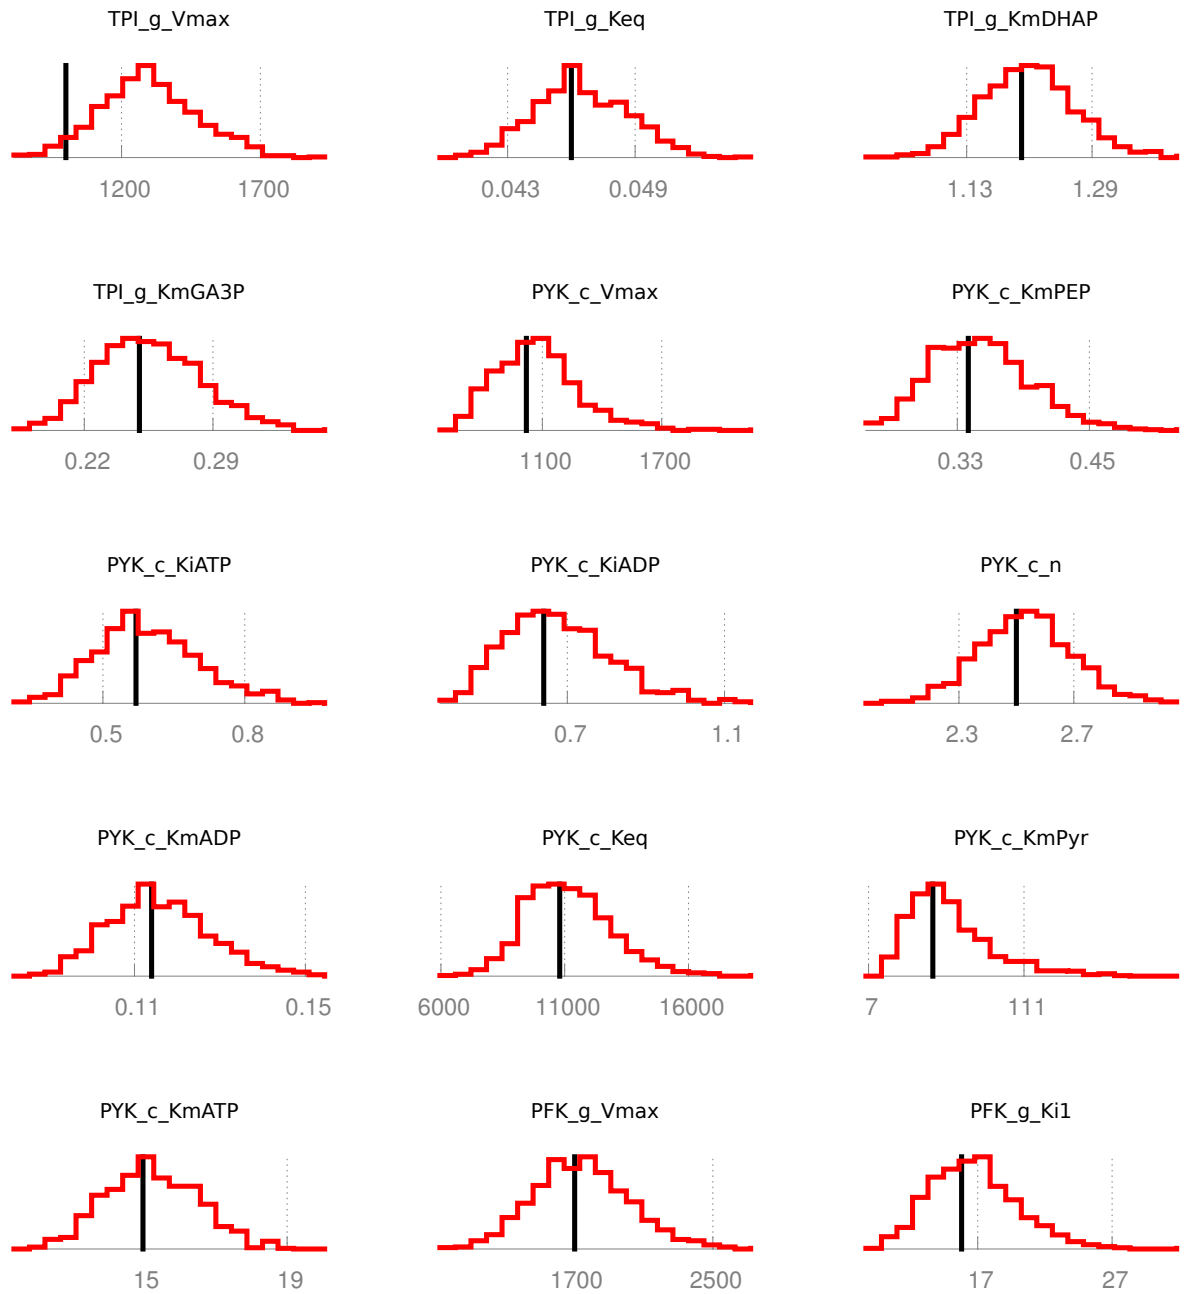 TPI_g_Vmax TPI_g_Keq TPI_g_KmDHAP
1200 1700 0.043 0.049 1.13 1.29
TPI_g_KmGA3P PYK_c_Vmax PYK_c_KmPEP
0.22 0.29 1100 1700 0.33 0.45
PYK_c_KiATP PYK_c_KiADP PYK_c_n
0.5 0.8 0.7 1.1 2.3 2.7
PYK_c_KmADP PYK_c_Keq PYK_c_KmPyr
0.11 0.15 6000 11000 16000 7 111
PYK_c_KmATP PFK_g_Vmax PFK_g_Ki1
15 19 1700 2500 17 27